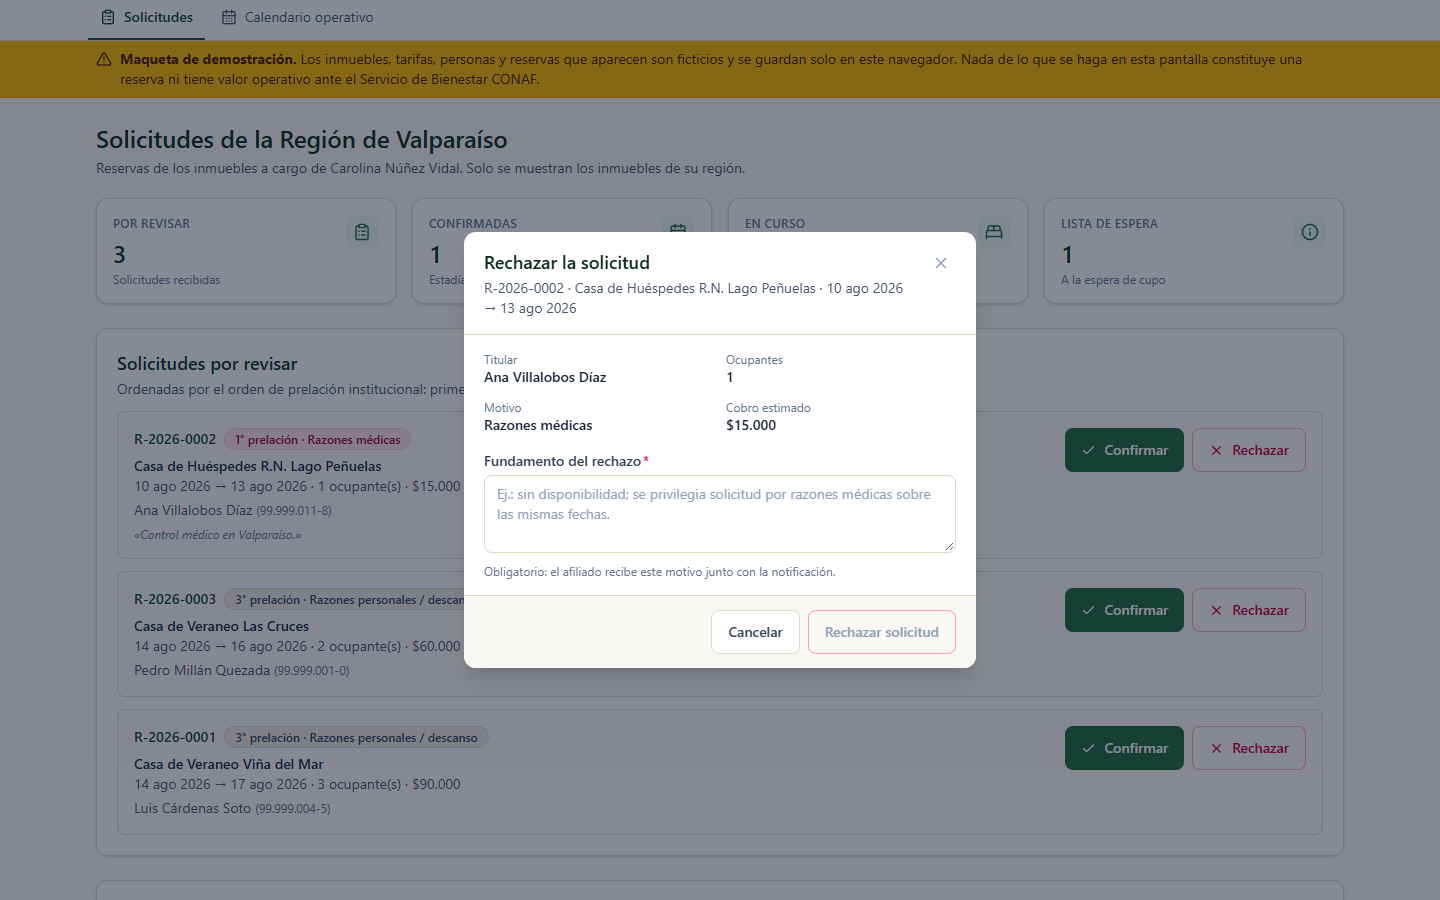 Solicitudes
Calendario operativo
Maqueta de demostración. Los inmuebles, tarifas, personas y reservas que aparecen son ficticios y se guardan solo en este navegador. Nada de lo que se haga en esta pantalla constituye una
reserva ni tiene valor operativo ante el Servicio de Bienestar CONAF.
Solicitudes de la Región de Valparaíso
Reservas de los inmuebles a cargo de Carolina Núñez Vidal. Solo se muestran los inmuebles de su región.
POR REVISAR
3
Solicitudes recibidas
CONFIRMADAS
1
EN CURSO
LISTA DE ESPERA
1
A la espera de cupo
Rechazar la solicitud
R-2026-0002 · Casa de Huéspedes R.N. Lago Peñuelas · 10 ago 2026
→ 13 ago 2026
Titular
Ana Villalobos Díaz
Ocupantes
1
Motivo
Razones médicas
Cobro estimado
$15.000
Fundamento del rechazo*
Ej.: sin disponibilidad; se privilegia solicitud por razones médicas sobre
las mismas fechas.
Obligatorio: el afiliado recibe este motivo junto con la notificación.
Cancelar
Rechazar solicitud
Solicitudes por revisar
Ordenadas por el orden de prelación institucional:
R-2026-0002
1° prelación · Razones médicas
Casa de Huéspedes R.N. Lago Peñuelas
10 ago 2026 → 13 ago 2026 · 1 ocupante(s) · $15.000
Ana Villalobos Díaz (99.999.011-8)
«Control médico en Valparaíso.»
Confirmar
Rechazar
R-2026-0003
3° prelación · Razones personales /
Casa de Veraneo Las Cruces
14 ago 2026 → 16 ago 2026 · 2 ocupante(s) · $60.000
Pedro Millán Quezada (99.999.001-0)
Confirmar
Rechazar
R-2026-0001
3° prelación · Razones personales / descanso
Casa de Veraneo Viña del Mar
14 ago 2026 → 17 ago 2026 · 3 ocupante(s) · $90.000
Luis Cárdenas Soto (99.999.004-5)
Confirmar
Rechazar